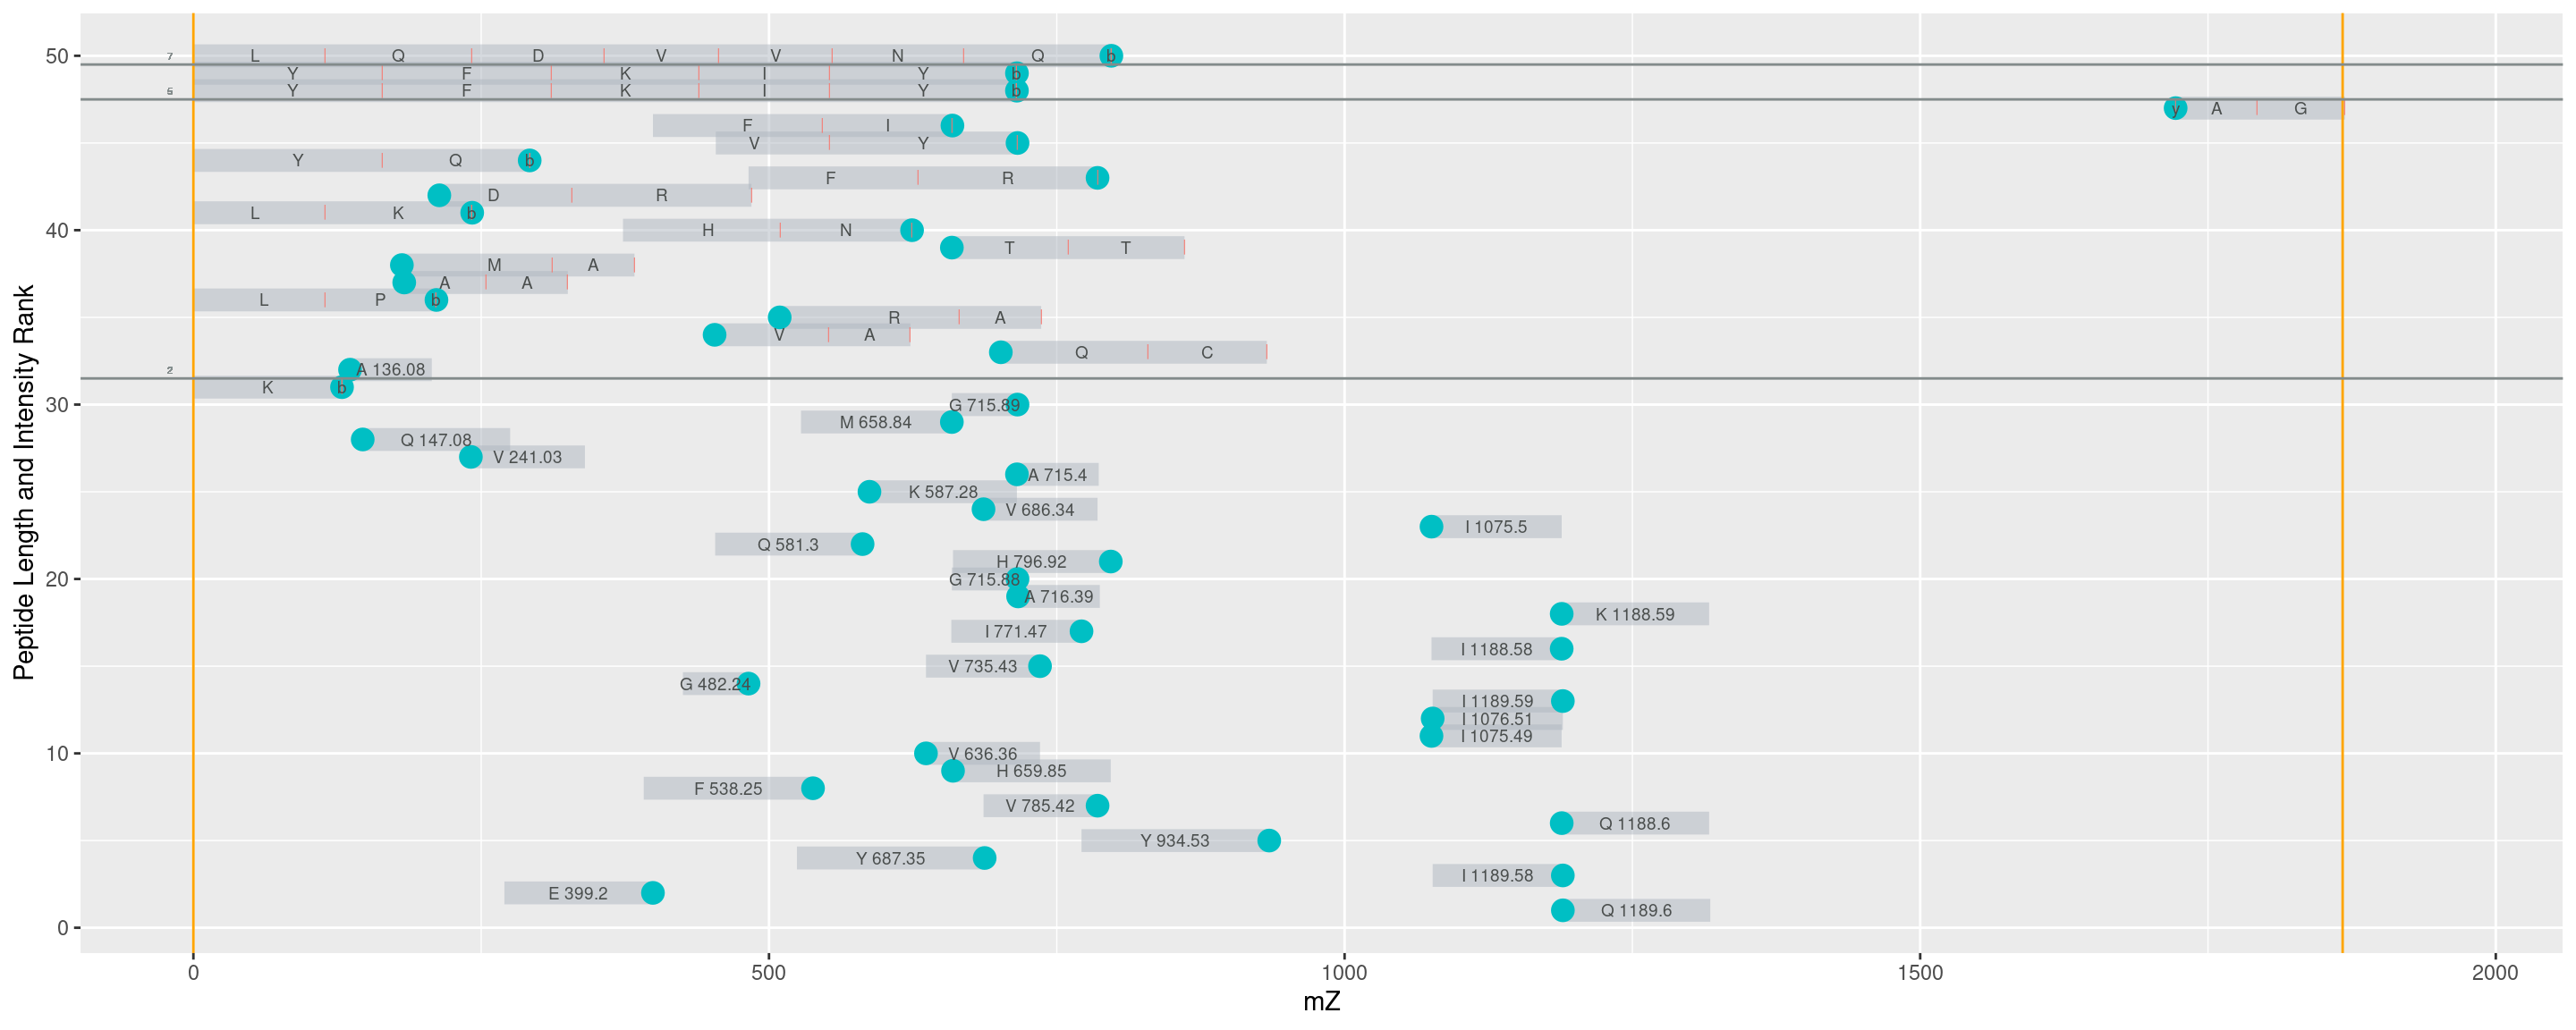 7 L Q D V V N Q b
50
Y F K I Y b
5 Y F K I Y b
y A G
F I
V Y
Y Q b
F R
D R
L K b
40
H N
T T
M A
A A
L P b
R A
V A
Q C
2 A 136.08
K b
30
G 715.89
M 658.84
Q 147.08
V 241.03
A 715.4
K 587.28
V 686.34
I 1075.5
Q 581.3
H 796.92
20
G 715.88
A 716.39
K 1188.59
I 771.47
I 1188.58
V 735.43
G 482.24
I 1189.59
I 1076.51
I 1075.49
10
V 636.36
H 659.85
F 538.25
V 785.42
Q 1188.6
Y 934.53
Y 687.35
I 1189.58
E 399.2
Q 1189.6
0
0 500 1000 1500 2000
mZ
Peptide Length and Intensity Rank